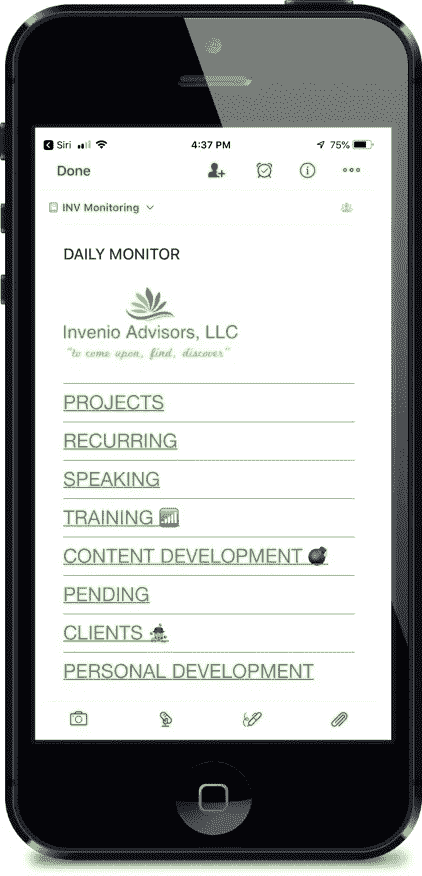 Siri 4:37 PM 75%
Done
INV Monitoring
DAILY MONITOR
Invenio Advisors, LLC
"to come upon, find, discover"
PROJECTS
RECURRING
SPEAKING
TRAINING
CONTENT DEVELOPMENT
PENDING
CLIENTS
PERSONAL DEVELOPMENT